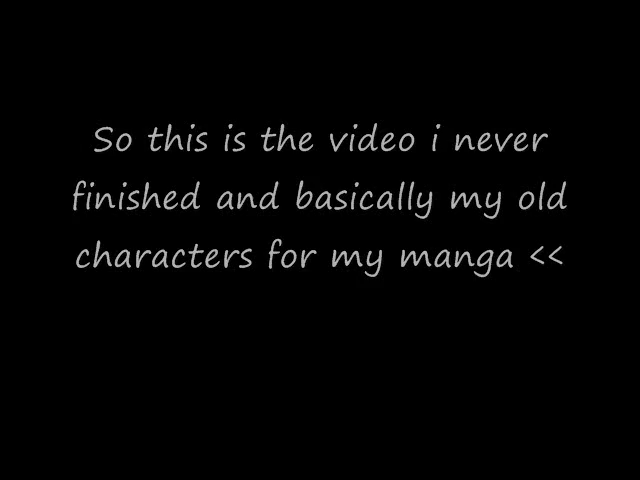 So this is the video i never
finished and basically my old
characters for my manga <<